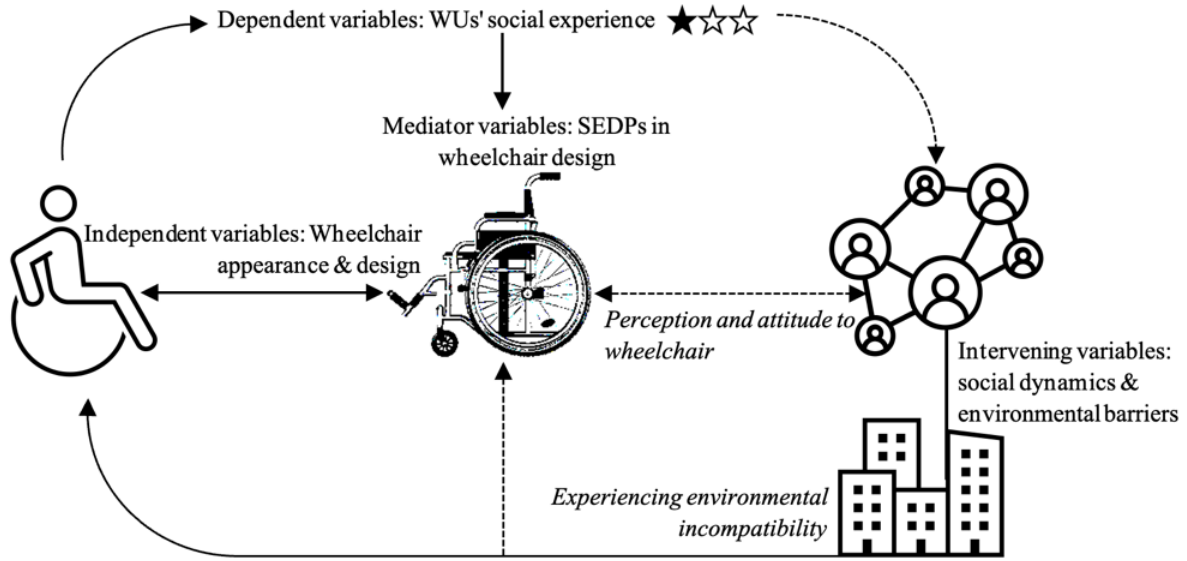 Dependent variables: WUs' social experience
Mediator variables: SEDPs in
wheelchair design
Independent variables: Wheelchair
appearance & design
Perception and attitude to
wheelchair
Intervening variables:
social dynamics &
environmental barriers
Experiencing environmental
incompatibility